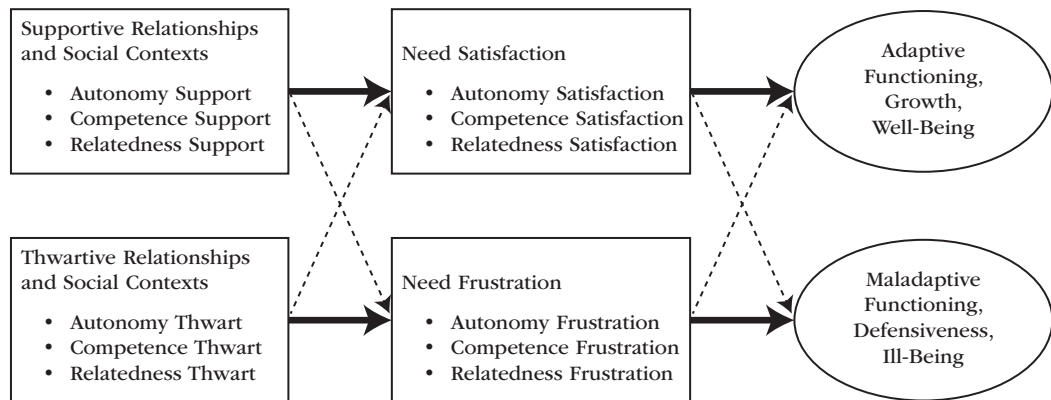 Supportive Relationships
and Social Contexts
• Autonomy Support
• Competence Support
• Relatedness Support
Need Satisfaction
• Autonomy Satisfaction
• Competence Satisfaction
• Relatedness Satisfaction
Adaptive
Functioning,
Growth,
Well-Being
Thwartive Relationships
and Social Contexts
• Autonomy Thwart
• Competence Thwart
• Relatedness Thwart
Need Frustration
• Autonomy Frustration
• Competence Frustration
• Relatedness Frustration
Maladaptive
Functioning,
Defensiveness,
Ill-Being